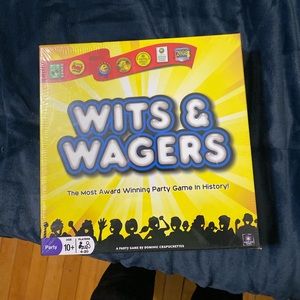 WITS &
WAGERS
The Most Award Winning Party Game In History!
Party
10+
A PARTY GAME BY DOMINIC CRAPUCHETTES